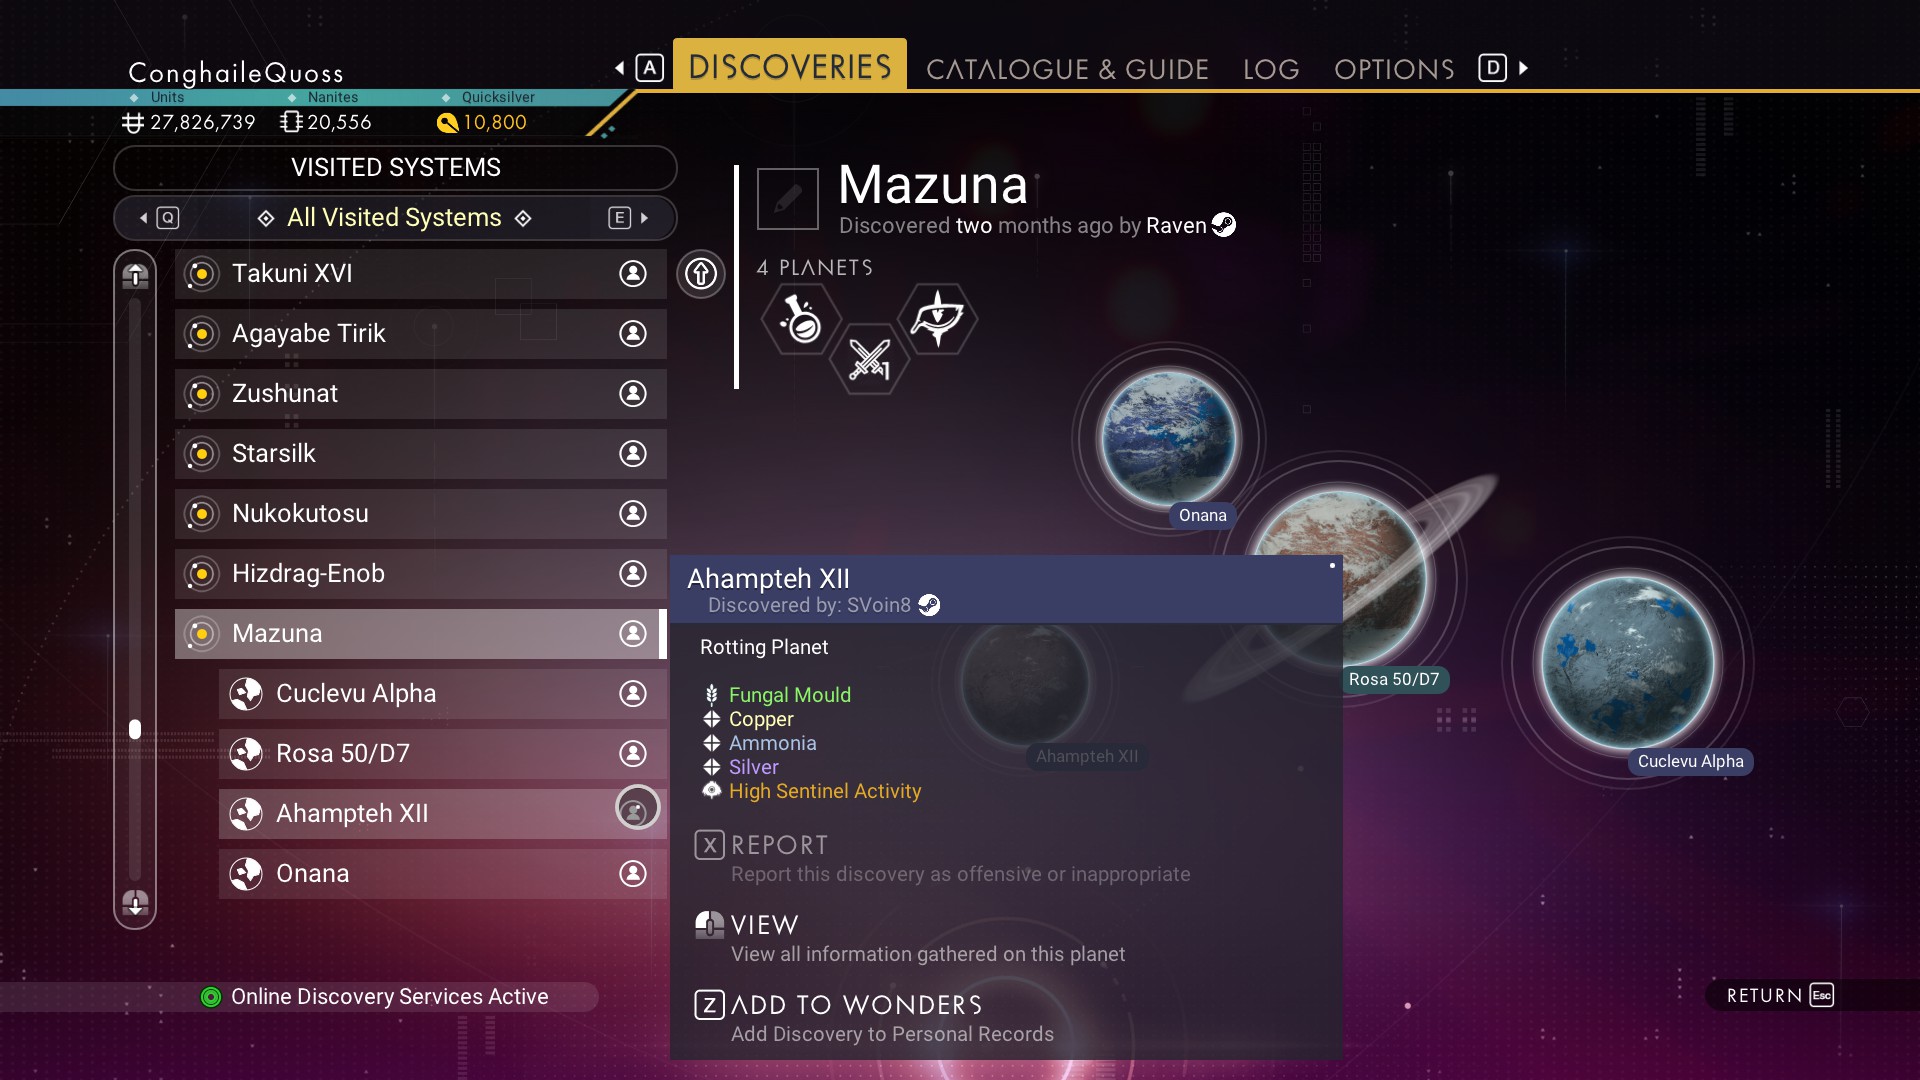 ConghaileQuoss
Units
Nanites
Quicksilver
27,826,739
20,556
10,800
A
DISCOVERIES
CATALOGUE & GUIDE
LOG
OPTIONS
D
VISITED SYSTEMS
Q
All Visited Systems
E
Takuni XVI
Agayabe Tirik
Zushunat
Starsilk
Nukokutosu
Hizdrag-Enob
Mazuna
Cuclevu Alpha
Rosa 50/D7
Ahampteh XII
Onana
Online Discovery Services Active
Mazuna
Discovered two months ago by Raven
4 PLANETS
1
Onana
Rosa 50/D7
Cuclevu Alpha
Ahampteh XII
Ahampteh XII
Discovered by: SVoin8
Rotting Planet
Fungal Mould
Copper
Ammonia
Silver
High Sentinel Activity
X REPORT
Report this discovery as offensive or inappropriate
VIEW
View all information gathered on this planet
Z ADD TO WONDERS
Add Discovery to Personal Records
RETURN Esc